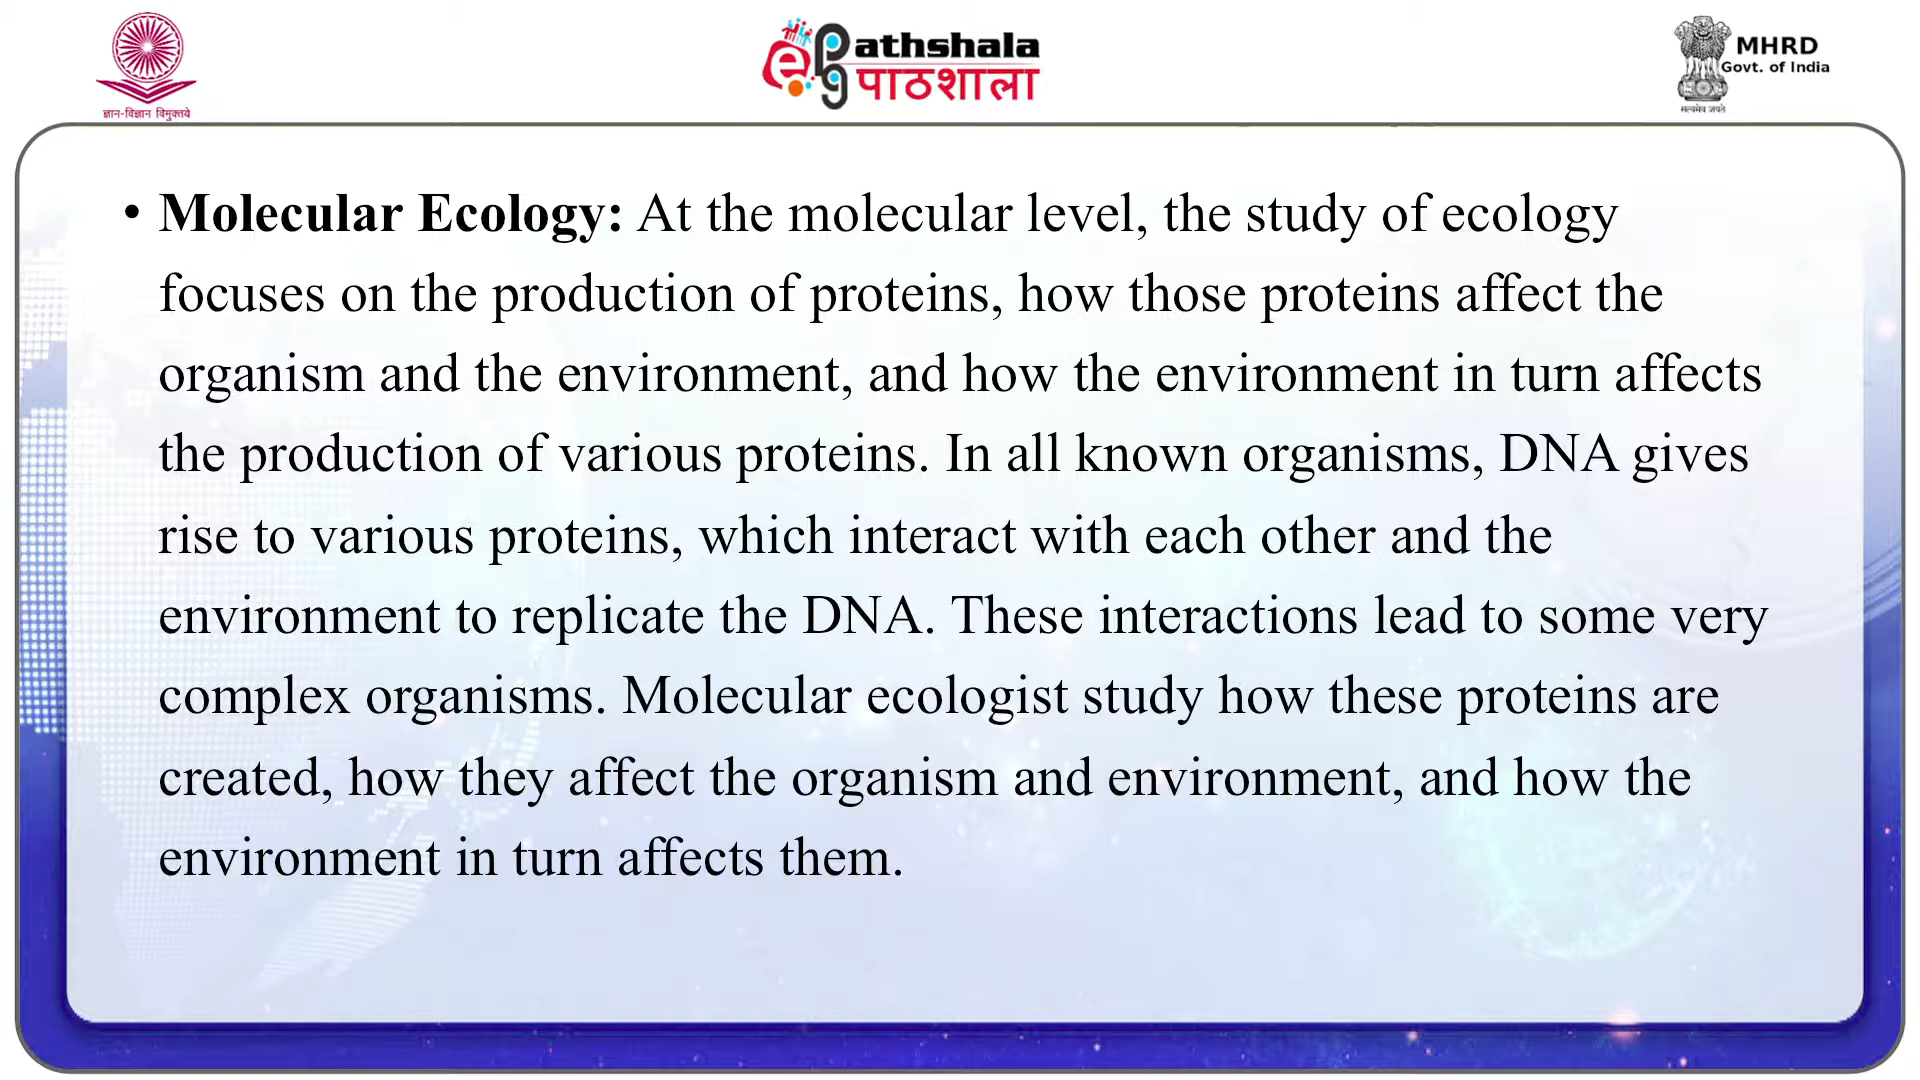 ज्ञान-विज्ञान विमुक्तये
e pg athshala
पाठशाला
MHRD
Govt. of India
सत्यमेव जयते
• Molecular Ecology: At the molecular level, the study of ecology
focuses on the production of proteins, how those proteins affect the
organism and the environment, and how the environment in turn affects
the production of various proteins. In all known organisms, DNA gives
rise to various proteins, which interact with each other and the
environment to replicate the DNA. These interactions lead to some very
complex organisms. Molecular ecologist study how these proteins are
created, how they affect the organism and environment, and how the
environment in turn affects them.